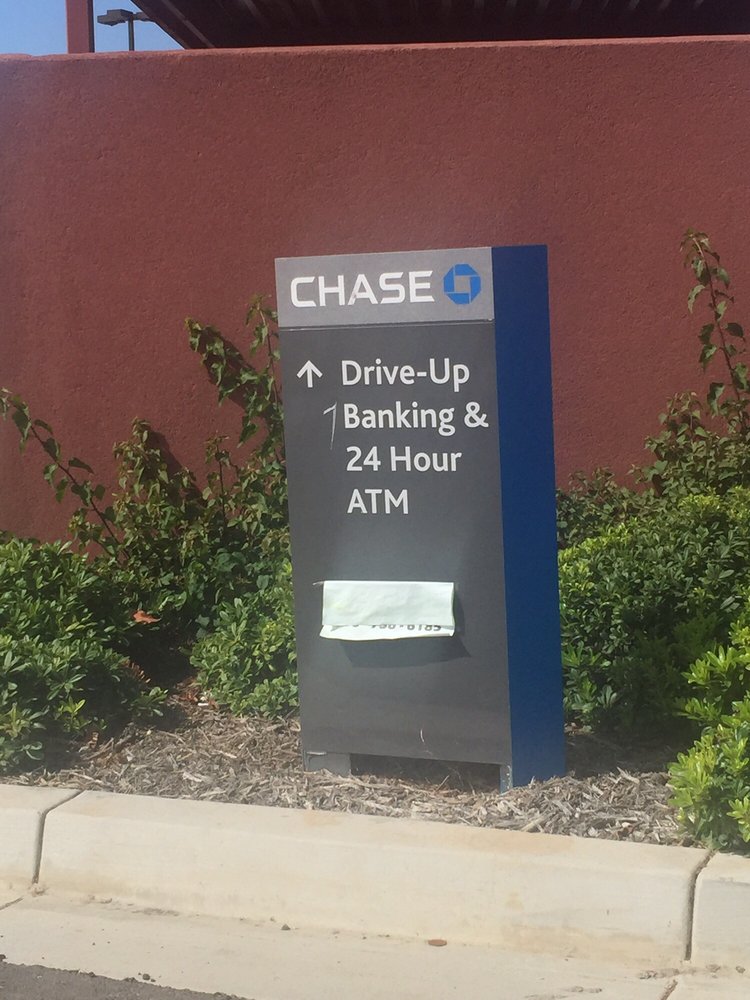 CHASE
↑ Drive-Up
Banking &
24 Hour
ATM